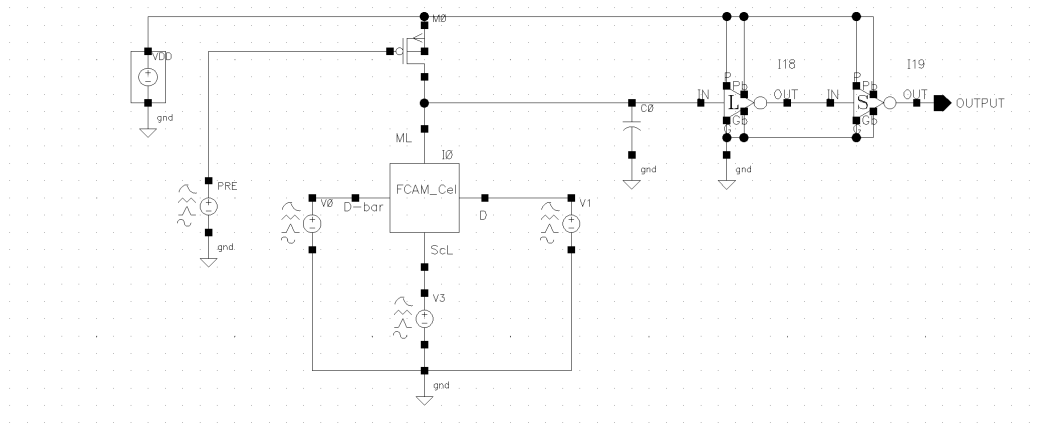 MØ
I18
I19
VDD
P
Pb
P
Pb
IN
L
OUT
IN
S
OUT
OUTPUT
CØ
G
Gb
G
Gb
gnd
ML
IØ
gnd
gnd
PRE
FCAM_Cel
VØ
D-bar
D
V1
gnd
ScL
V3
gnd